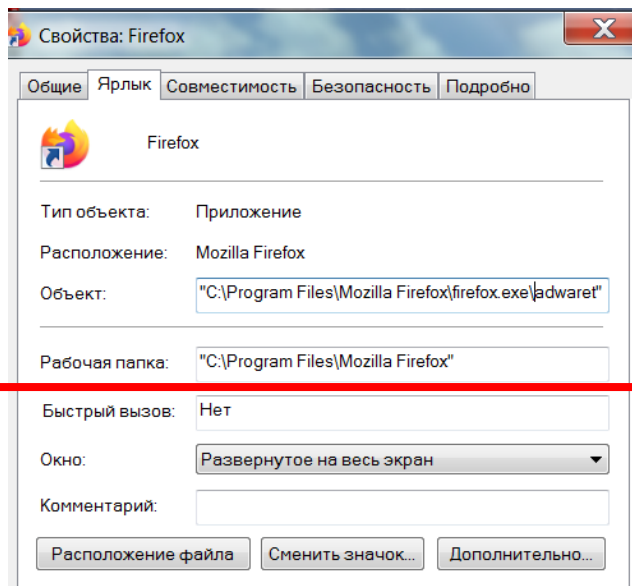 Свойства: Firefox
Общие Ярлык Совместимость Безопасность Подробно
Firefox
Тип объекта: Приложение
Расположение: Mozilla Firefox
Объект: "C:\Program Files\Mozilla Firefox\firefox.exe\adwaret"
Рабочая папка: "C:\Program Files\Mozilla Firefox"
Быстрый вызов: Нет
Окно: Развернутое на весь экран
Комментарий:
Расположение файла Сменить значок... Дополнительно...